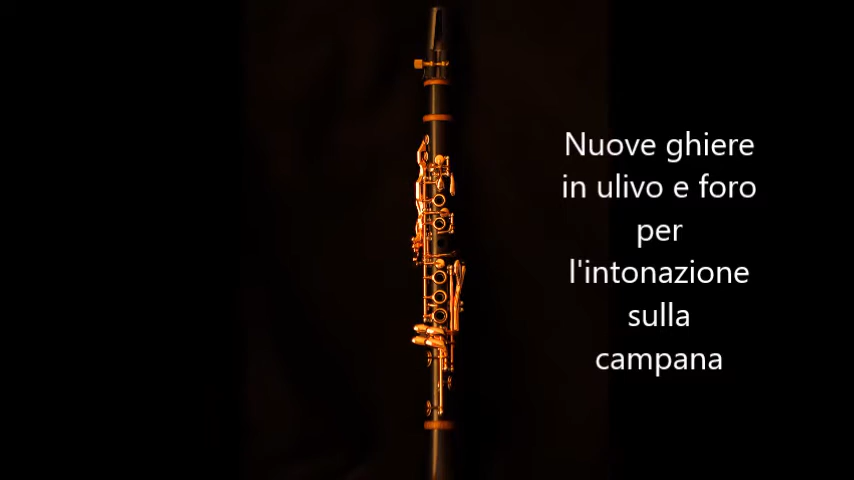 Nuove ghiere
in ulivo e foro
per
l'intonazione
sulla
campana